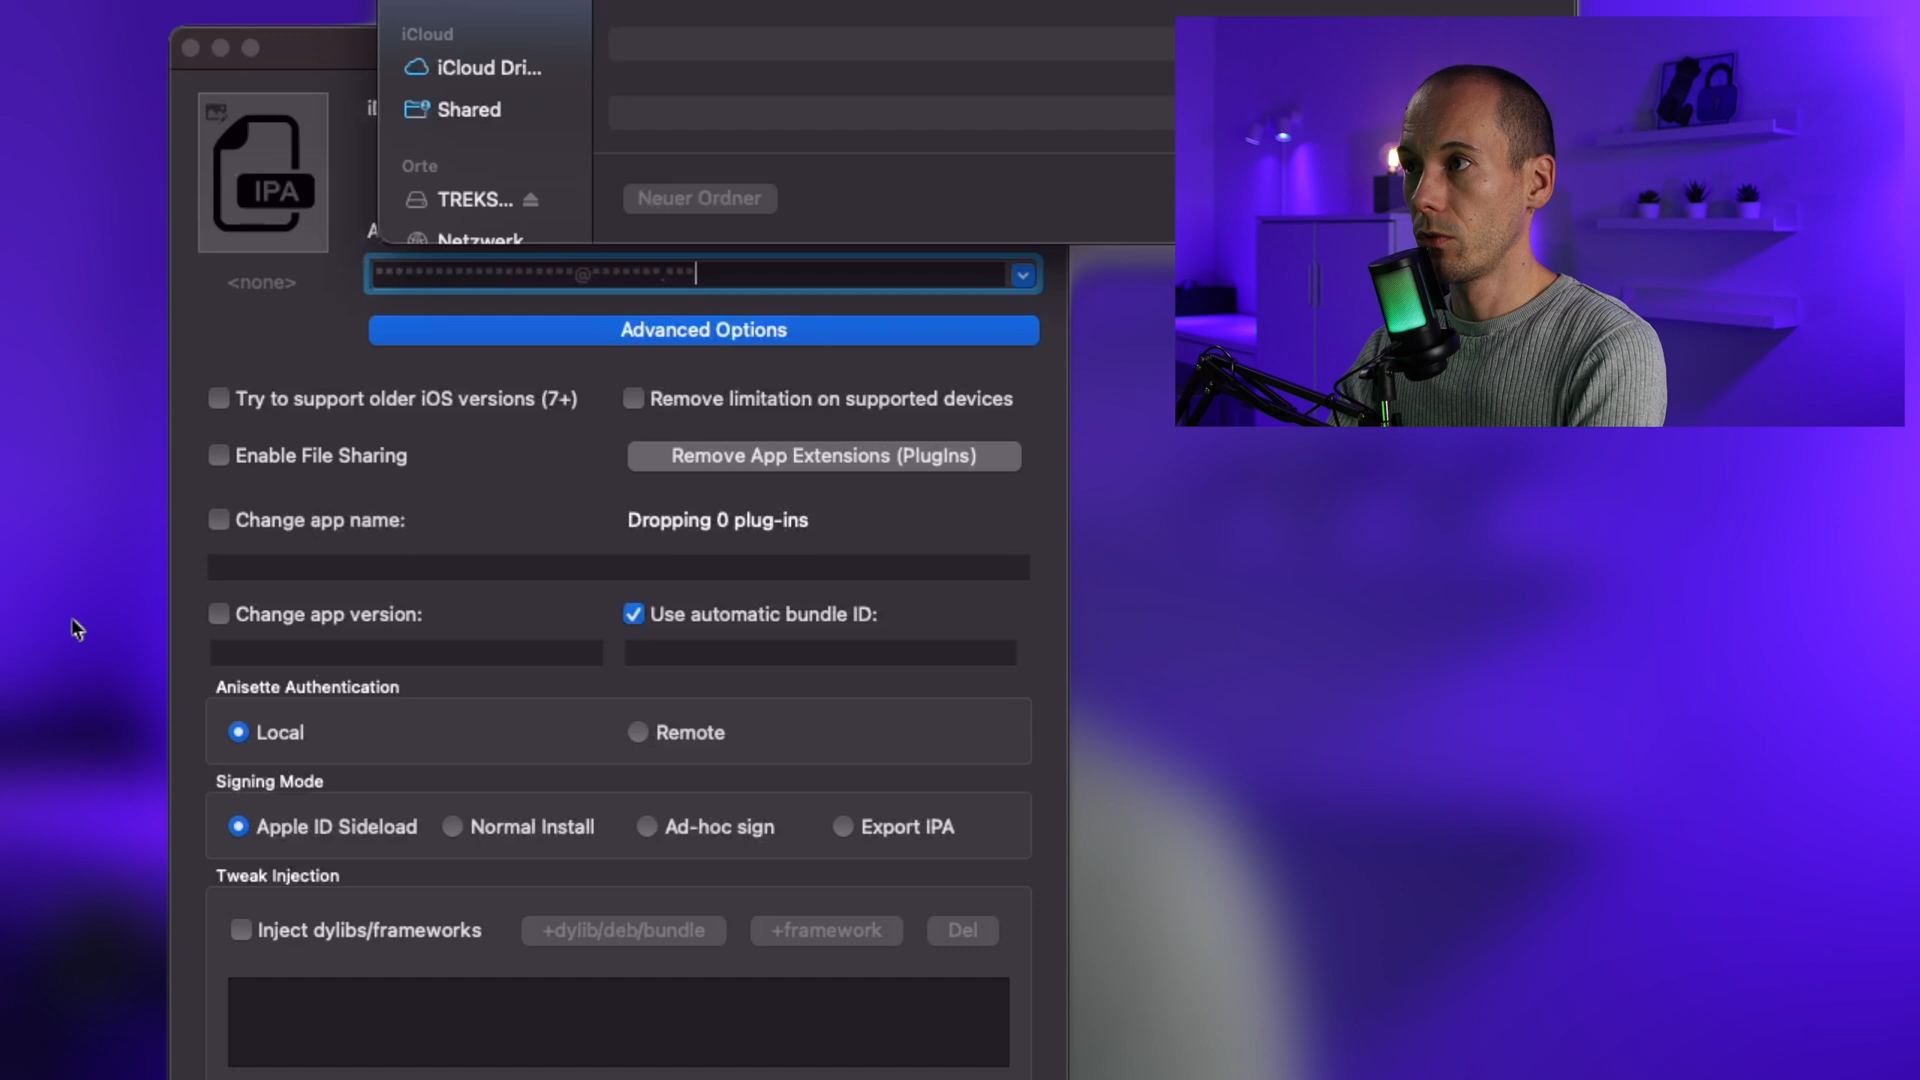 iCloud
iCloud Dri...
Shared
Orte
TREKS...
Netzwerk
Neuer Ordner
IPA
<none>
******************@*******.***
Advanced Options
Try to support older iOS versions (7+)
Remove limitation on supported devices
Enable File Sharing
Remove App Extensions (PlugIns)
Change app name:
Dropping 0 plug-ins
Change app version:
Use automatic bundle ID:
Anisette Authentication
Local
Remote
Signing Mode
Apple ID Sideload
Normal Install
Ad-hoc sign
Export IPA
Tweak Injection
Inject dylibs/frameworks
+dylib/deb/bundle
+framework
Del